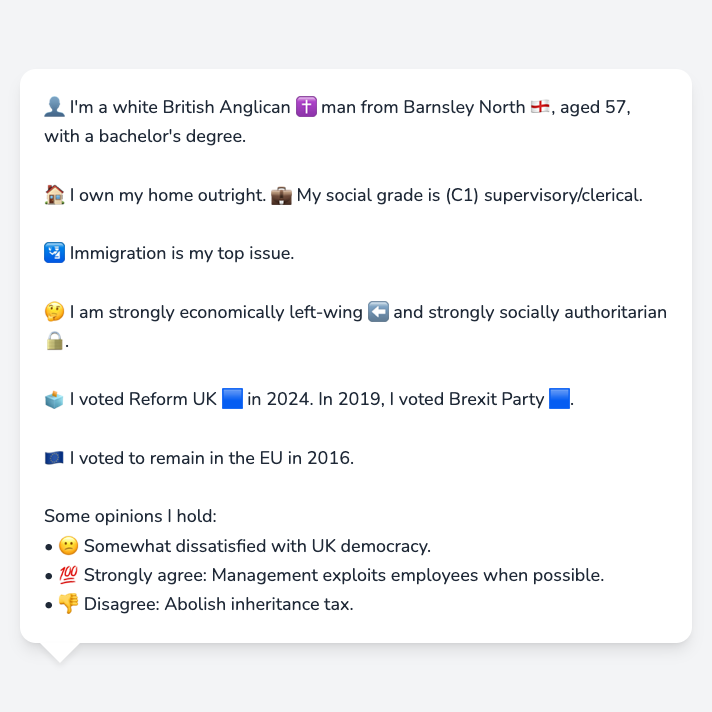 👤 I'm a white British Anglican ✝️ man from Barnsley North 🏴󠁧󠁢󠁥󠁮󠁧󠁿, aged 57,
with a bachelor's degree.
🏠 I own my home outright. 💼 My social grade is (C1) supervisory/clerical.
🛂 Immigration is my top issue.
🤔 I am strongly economically left-wing ⬅️ and strongly socially authoritarian
🔒.
🗳️ I voted Reform UK 🟦 in 2024. In 2019, I voted Brexit Party 🟦.
🇪🇺 I voted to remain in the EU in 2016.
Some opinions I hold:
• 😕 Somewhat dissatisfied with UK democracy.
• 💯 Strongly agree: Management exploits employees when possible.
• 👎 Disagree: Abolish inheritance tax.